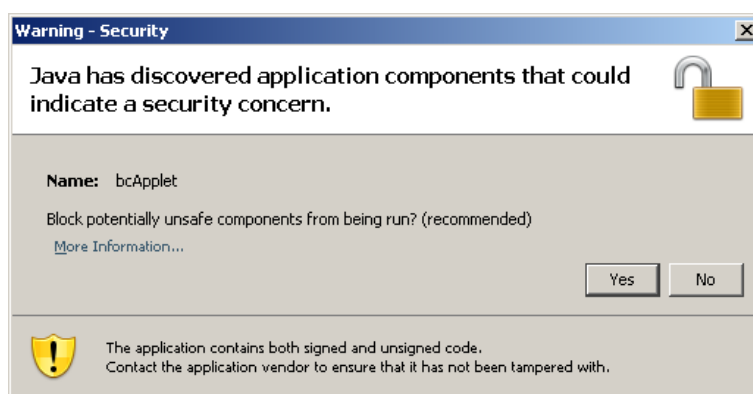 Warning - Security
Java has discovered application components that could
indicate a security concern.
Name: bcApplet
Block potentially unsafe components from being run? (recommended)
More Information...
Yes No
The application contains both signed and unsigned code.
Contact the application vendor to ensure that it has not been tampered with.